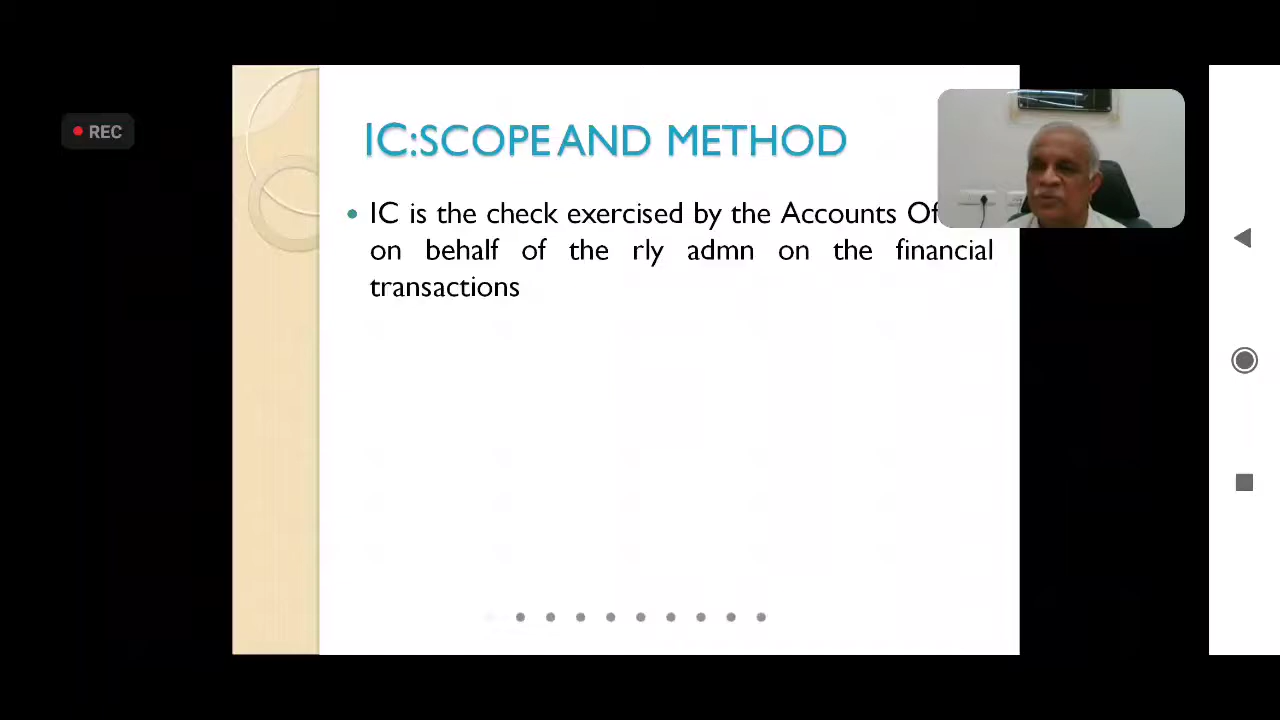 REC
IC:SCOPE AND METHOD
IC is the check exercised by the Accounts
on behalf of the rly admn on the financial
transactions